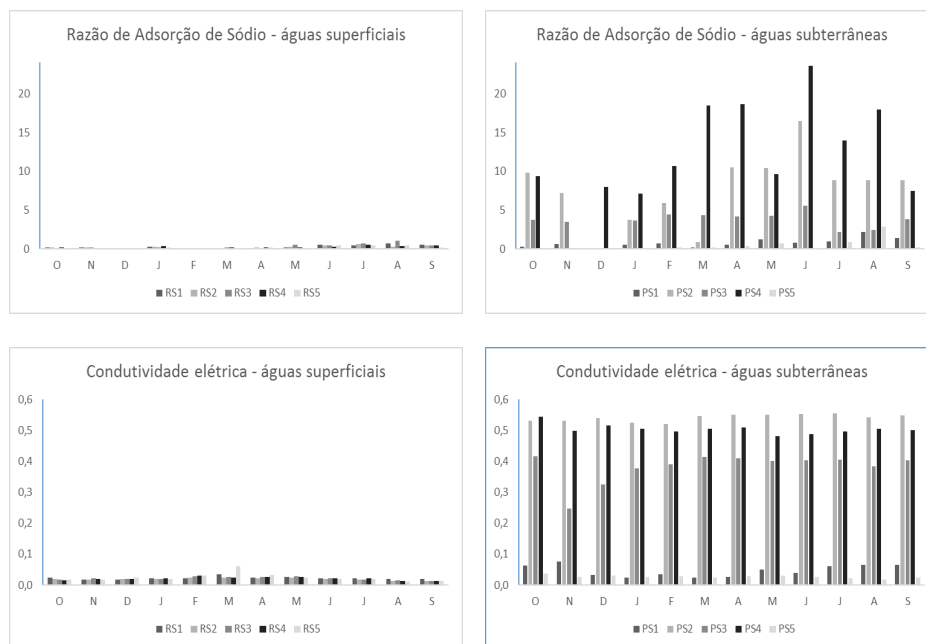 Razão de Adsorção de Sódio - águas superficiais
20
15
10
5
0
O N D J F M A M J J A S
RS1 RS2 RS3 RS4 RS5
Razão de Adsorção de Sódio - águas subterrâneas
20
15
10
5
0
O N D J F M A M J J A S
PS1 PS2 PS3 PS4 PS5
Condutividade elétrica - águas superficiais
0,6
0,5
0,4
0,3
0,2
0,1
0,0
O N D J F M A M J J A S
RS1 RS2 RS3 RS4 RS5
Condutividade elétrica - águas subterrâneas
0,6
0,5
0,4
0,3
0,2
0,1
0,0
O N D J F M A M J J A S
PS1 PS2 PS3 PS4 PS5